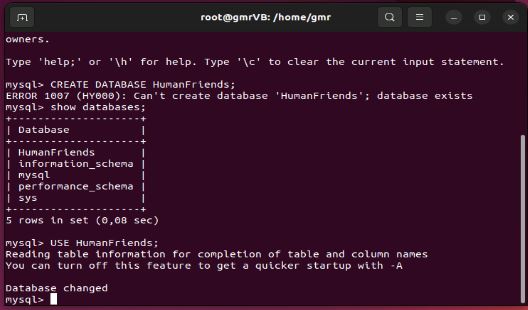 root@gmrVB: /home/gmr
owners.
Type 'help;' or '\h' for help. Type '\c' to clear the current input statement.
mysql> CREATE DATABASE HumanFriends;
ERROR 1007 (HY000): Can't create database 'HumanFriends'; database exists
mysql> show databases;
+--------------------+
| Database           |
+--------------------+
| HumanFriends       |
| information_schema |
| mysql              |
| performance_schema |
| sys                |
+--------------------+
5 rows in set (0,08 sec)
mysql> USE HumanFriends;
Reading table information for completion of table and column names
You can turn off this feature to get a quicker startup with -A
Database changed
mysql>